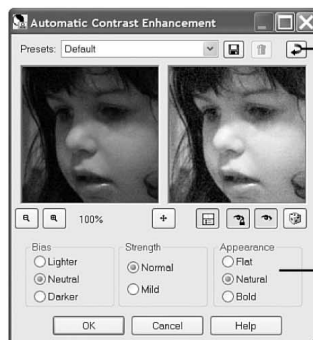 Automatic Contrast Enhancement
Presets: Default
100%
Bias
Lighter
Neutral
Darker
Strength
Normal
Mild
Appearance
Flat
Natural
Bold
OK
Cancel
Help